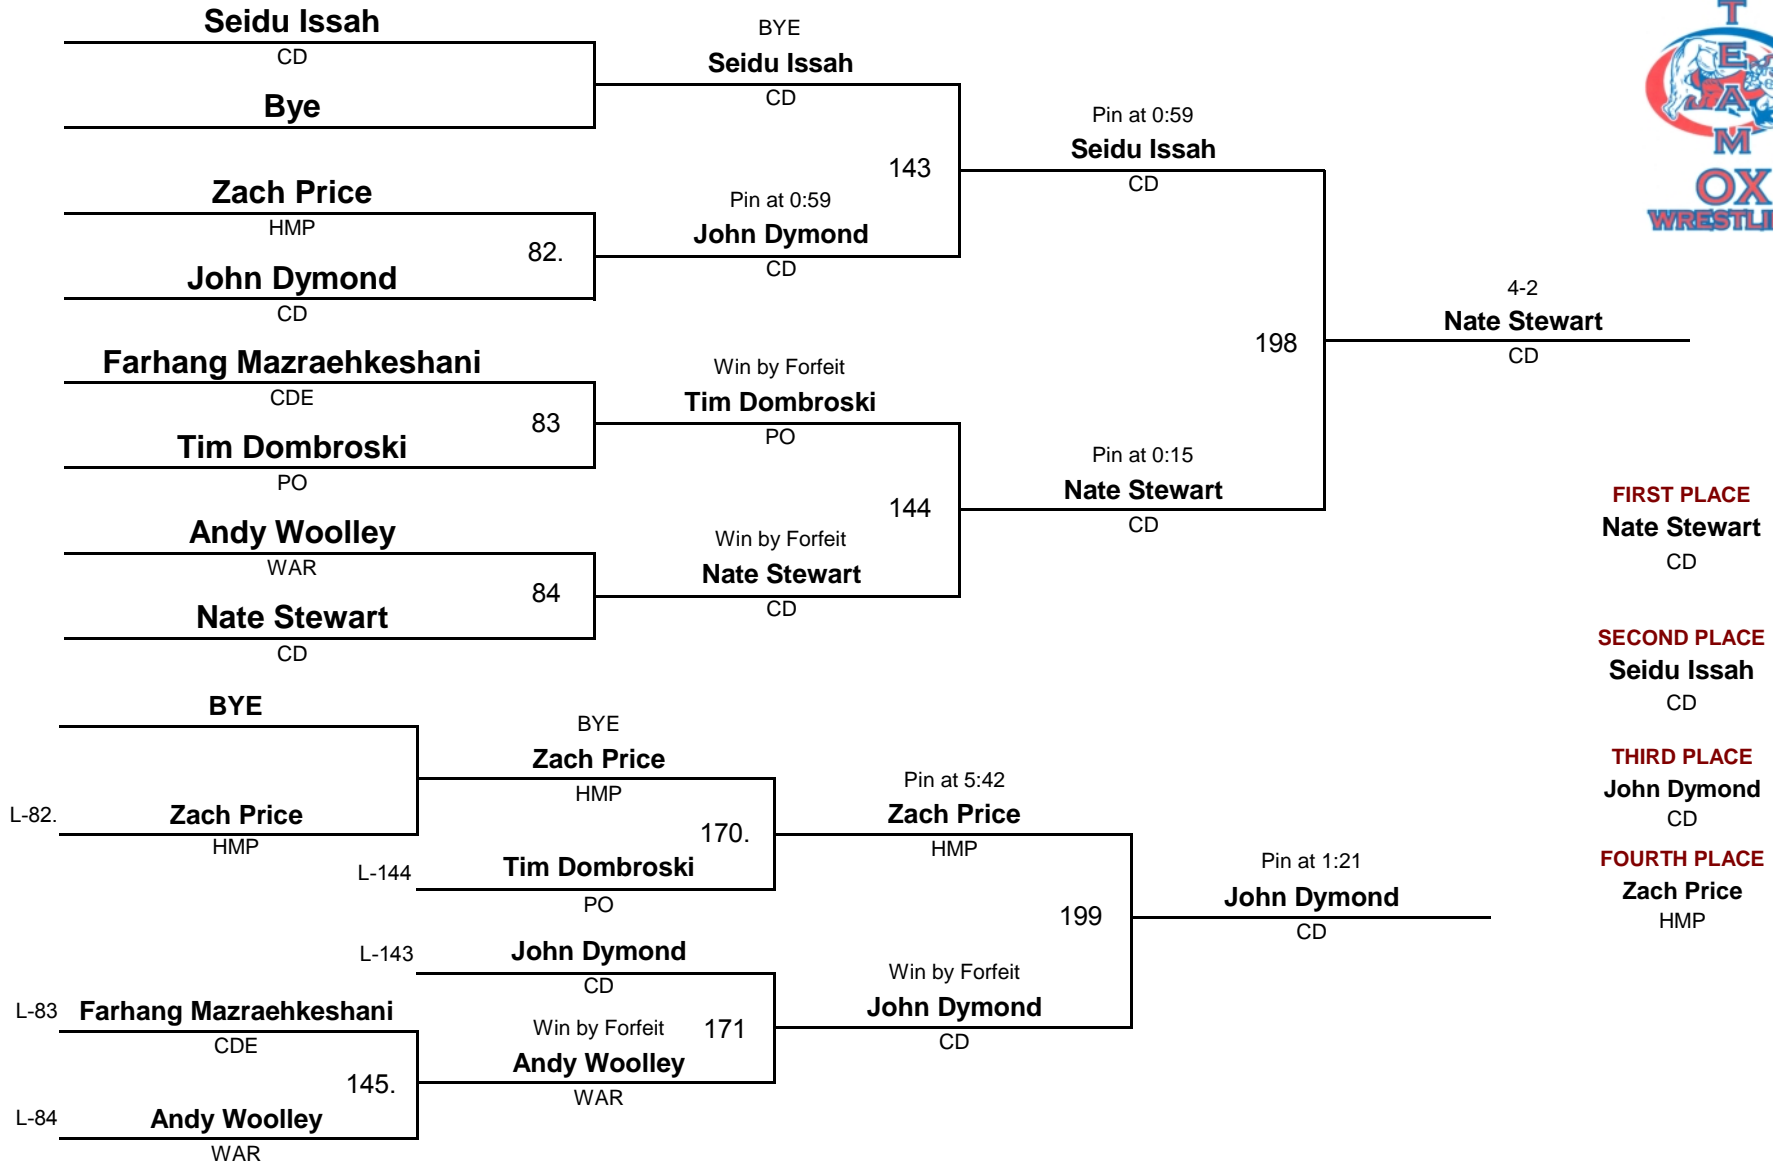 Seidu Issah
CD
Bye
Zach Price
HMP
82.
John Dymond
CD
Farhang Mazraehkeshani
CDE
83
Tim Dombroski
PO
Andy Woolley
WAR
84
Nate Stewart
CD
BYE
Seidu Issah
CD
143
Pin at 0:59
John Dymond
CD
Win by Forfeit
Tim Dombroski
PO
144
Win by Forfeit
Nate Stewart
CD
Pin at 0:59
Seidu Issah
CD
198
Pin at 0:15
Nate Stewart
CD
4-2
Nate Stewart
CD
TEAM
OX
FIRST PLACE
Nate Stewart
CD
SECOND PLACE
Seidu Issah
CD
THIRD PLACE
John Dymond
CD
FOURTH PLACE
Zach Price
HMP
BYE
L-82.
Zach Price
HMP
BYE
Zach Price
HMP
170.
L-144
Tim Dombroski
PO
L-143
John Dymond
CD
L-83
Farhang Mazraehkeshani
CDE
145.
L-84
Andy Woolley
WAR
Win by Forfeit
171
Andy Woolley
WAR
Pin at 5:42
Zach Price
HMP
199
Win by Forfeit
John Dymond
CD
Pin at 1:21
John Dymond
CD